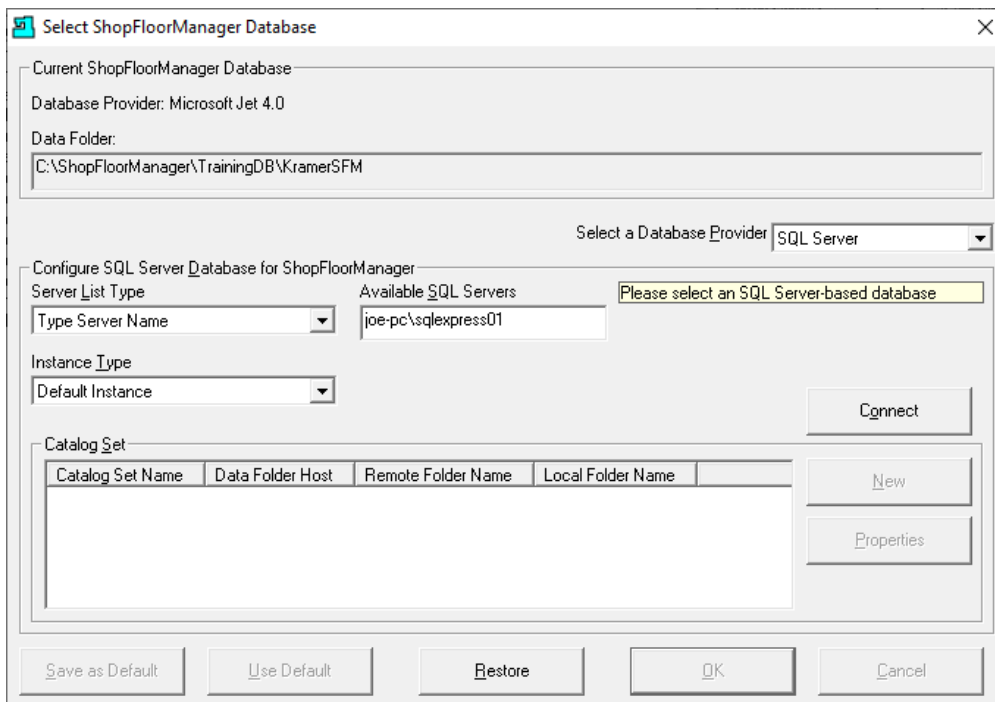 Select ShopFloorManager Database
Current ShopFloorManager Database
Database Provider: Microsoft Jet 4.0
Data Folder:
C:\ShopFloorManager\TrainingDB\KramerSFM
Select a Database Provider SQL Server
Configure SQL Server Database for ShopFloorManager
Server List Type Available SQL Servers Please select an SQL Server-based database
Type Server Name joe-pc\sqlexpress01
Instance Type
Default Instance
Connect
Catalog Set
Catalog Set Name Data Folder Host Remote Folder Name Local Folder Name
New
Properties
Save as Default Use Default Restore OK Cancel